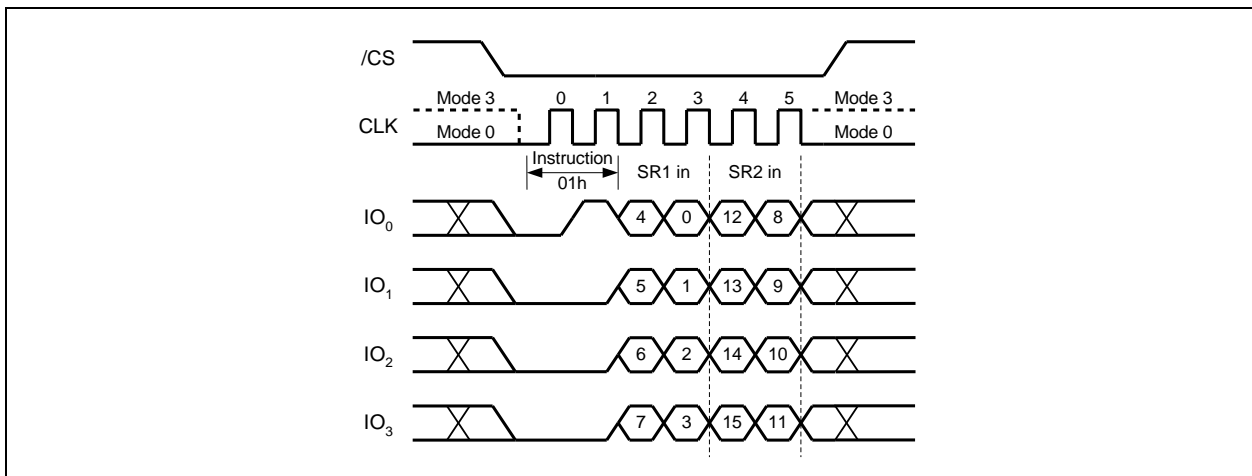 /CS
Mode 3 0 1 2 3 4 5 Mode 3
CLK Mode 0 Mode 0
Instruction SR1 in SR2 in
01h
IO0 4 0 12 8
IO1 5 1 13 9
IO2 6 2 14 10
IO3 7 3 15 11